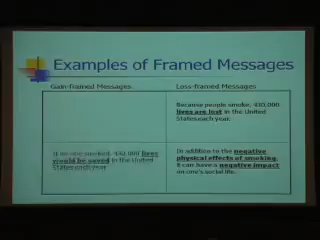 Examples of Framed Messages
Gain-framed Messages
Loss-framed Messages
Because people smoke, 430,000
lives are lost in the United
States each year.
If no one smoked, 430,000 lives
would be saved in the United
States each year
In addition to the negative
physical effects of smoking,
it can have a negative impact
on one's social life.